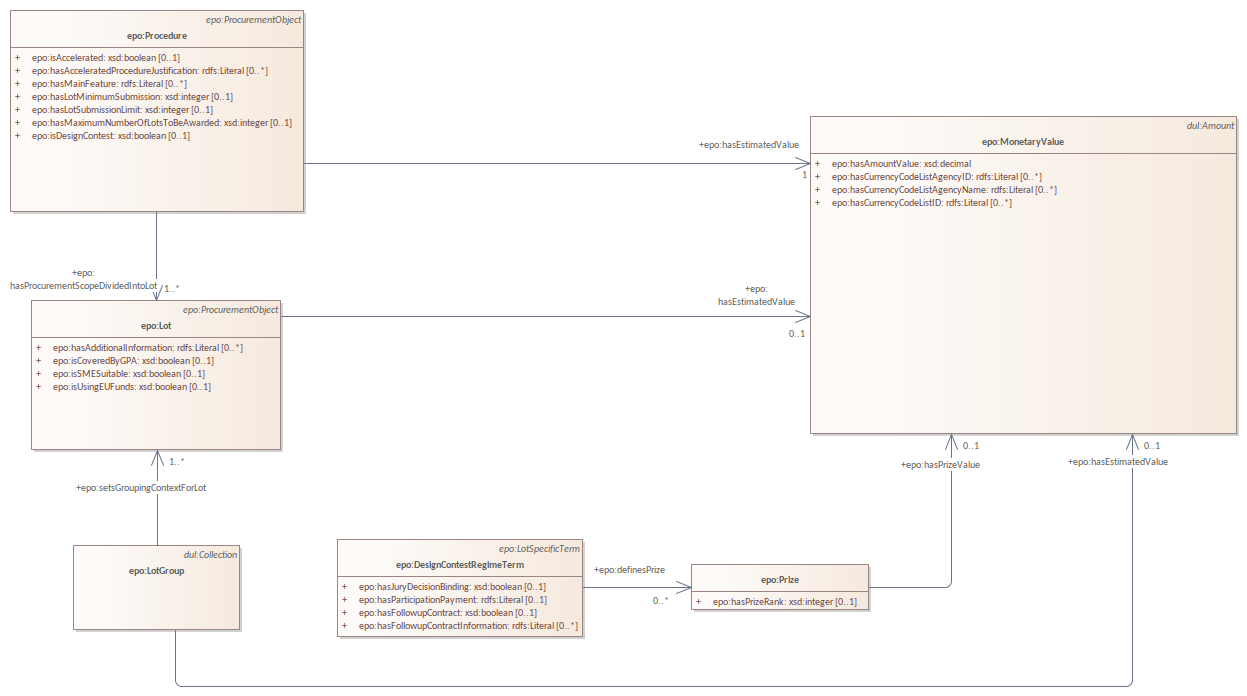 epo:ProcurementObject
epo:Procedure
+ epo:isAccelerated: xsd:boolean [0..1]
+ epo:hasAcceleratedProcedureJustification: rdfs:Literal [0..*]
+ epo:hasMainFeature: rdfs:Literal [0..*]
+ epo:hasLotMinimumSubmission: xsd:integer [0..1]
+ epo:hasLotSubmissionLimit: xsd:integer [0..1]
+ epo:hasMaximumNumberOfLotsToBeAwarded: xsd:integer [0..1]
+ epo:isDesignContest: xsd:boolean [0..1]
+epo:hasEstimatedValue
1
dul:Amount
epo:MonetaryValue
+ epo:hasAmountValue: xsd:decimal
+ epo:hasCurrencyCodeListAgencyID: rdfs:Literal [0..*]
+ epo:hasCurrencyCodeListAgencyName: rdfs:Literal [0..*]
+ epo:hasCurrencyCodeListID: rdfs:Literal [0..*]
+epo:
hasProcurementScopeDividedIntoLot
1..*
epo:ProcurementObject
epo:Lot
+ epo:hasAdditionalInformation: rdfs:Literal [0..*]
+ epo:isCoveredByGPA: xsd:boolean [0..1]
+ epo:isSMESuitable: xsd:boolean [0..1]
+ epo:isUsingEUFunds: xsd:boolean [0..1]
+epo:
hasEstimatedValue
0..1
1..*
+epo:setsGroupingContextForLot
dul:Collection
epo:LotGroup
epo:LotSpecificTerm
epo:DesignContestRegimeTerm
+ epo:hasJuryDecisionBinding: xsd:boolean [0..1]
+ epo:hasParticipationPayment: rdfs:Literal [0..1]
+ epo:hasFollowupContract: xsd:boolean [0..1]
+ epo:hasFollowupContractInformation: rdfs:Literal [0..*]
+epo:definesPrize
0..*
epo:Prize
+ epo:hasPrizeRank: xsd:integer [0..1]
0..1
+epo:hasPrizeValue
0..1
+epo:hasEstimatedValue